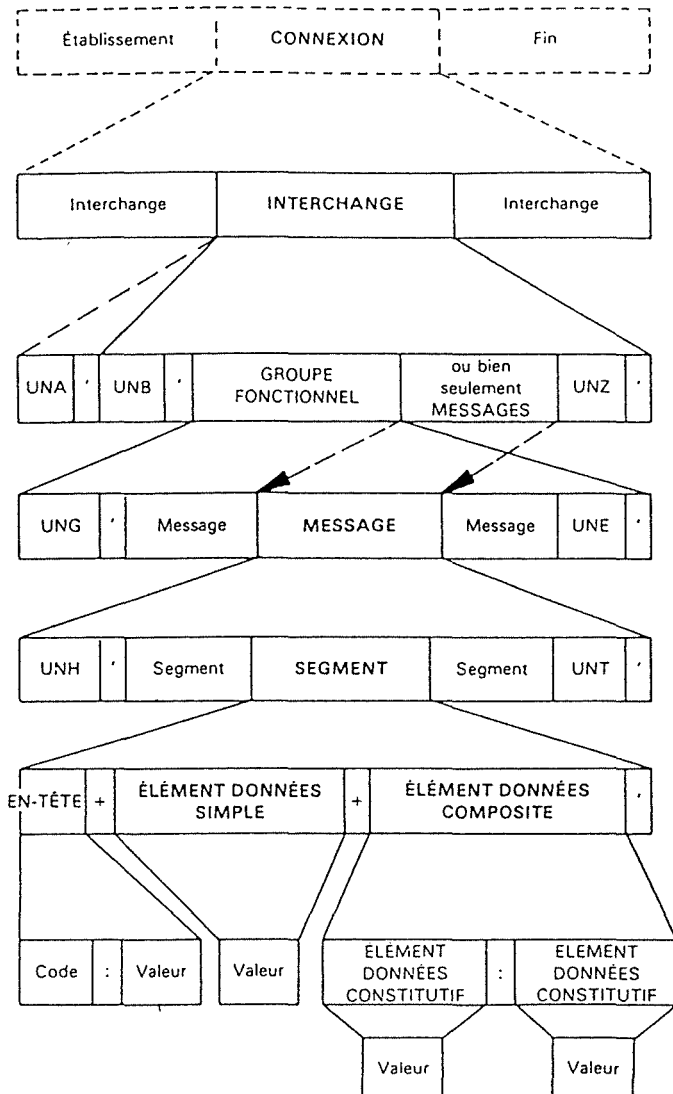 Établissement CONNEXION Fin
Interchange INTERCHANGE Interchange
UNA ' UNB ' GROUPE FONCTIONNEL ou bien seulement MESSAGES UNZ '
UNG ' Message MESSAGE Message UNE '
UNH ' Segment SEGMENT Segment UNT '
EN-TÊTE + ÉLÉMENT DONNÉES SIMPLE + ÉLÉMENT DONNÉES COMPOSITE '
Code : Valeur Valeur ELÉMENT DONNÉES CONSTITUTIF : ELEMENT DONNÉES CONSTITUTIF
Valeur Valeur